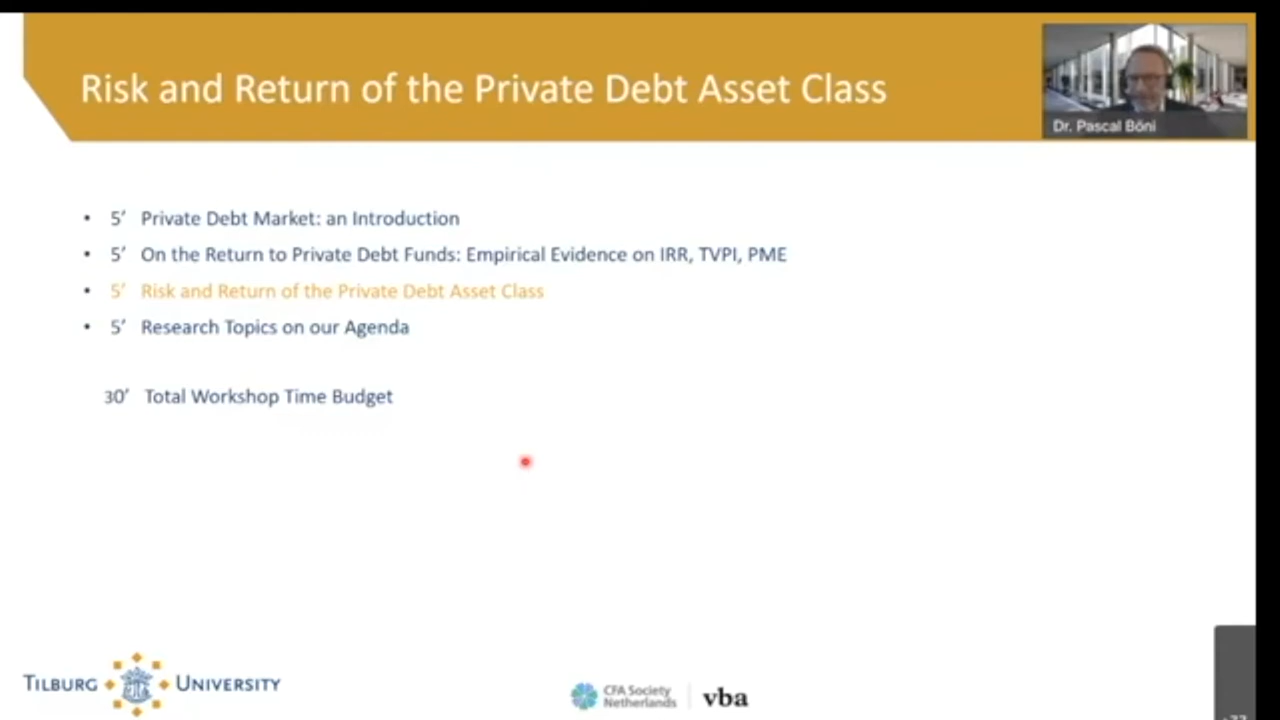 Risk and Return of the Private Debt Asset Class
Dr. Pascal Böni
• 5’ Private Debt Market: an Introduction
• 5’ On the Return to Private Debt Funds: Empirical Evidence on IRR, TVPI, PME
• 5’ Risk and Return of the Private Debt Asset Class
• 5’ Research Topics on our Agenda
30’ Total Workshop Time Budget
TILBURG UNIVERSITY
CFA Society
Netherlands
vba